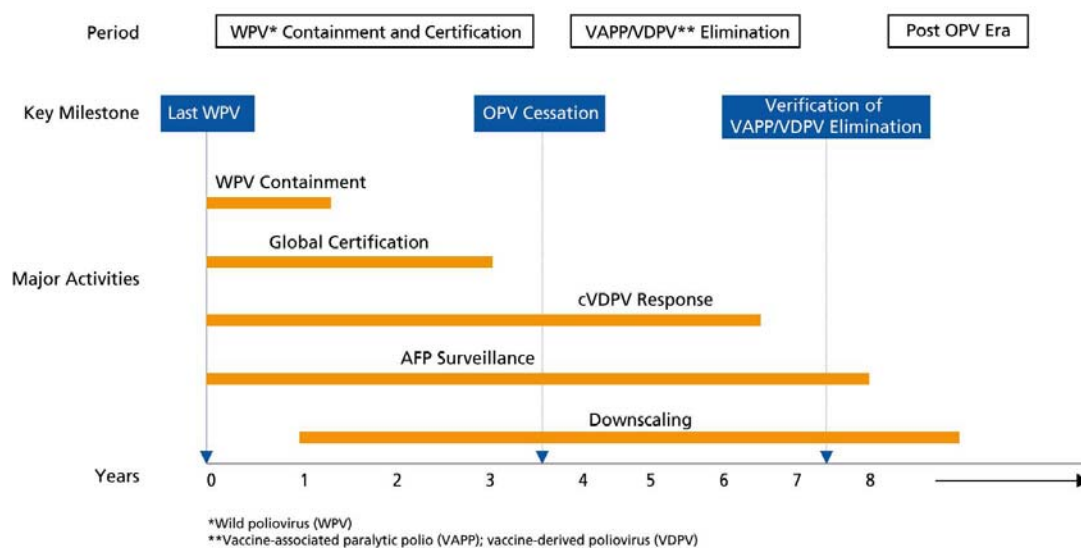 Period
WPV* Containment and Certification
VAPP/VDPV** Elimination
Post OPV Era
Key Milestone
Last WPV
OPV Cessation
Verification of
VAPP/VDPV Elimination
WPV Containment
Global Certification
Major Activities
cVDPV Response
AFP Surveillance
Downscaling
Years
0 1 2 3 4 5 6 7 8
*Wild poliovirus (WPV)
**Vaccine-associated paralytic polio (VAPP); vaccine-derived poliovirus (VDPV)